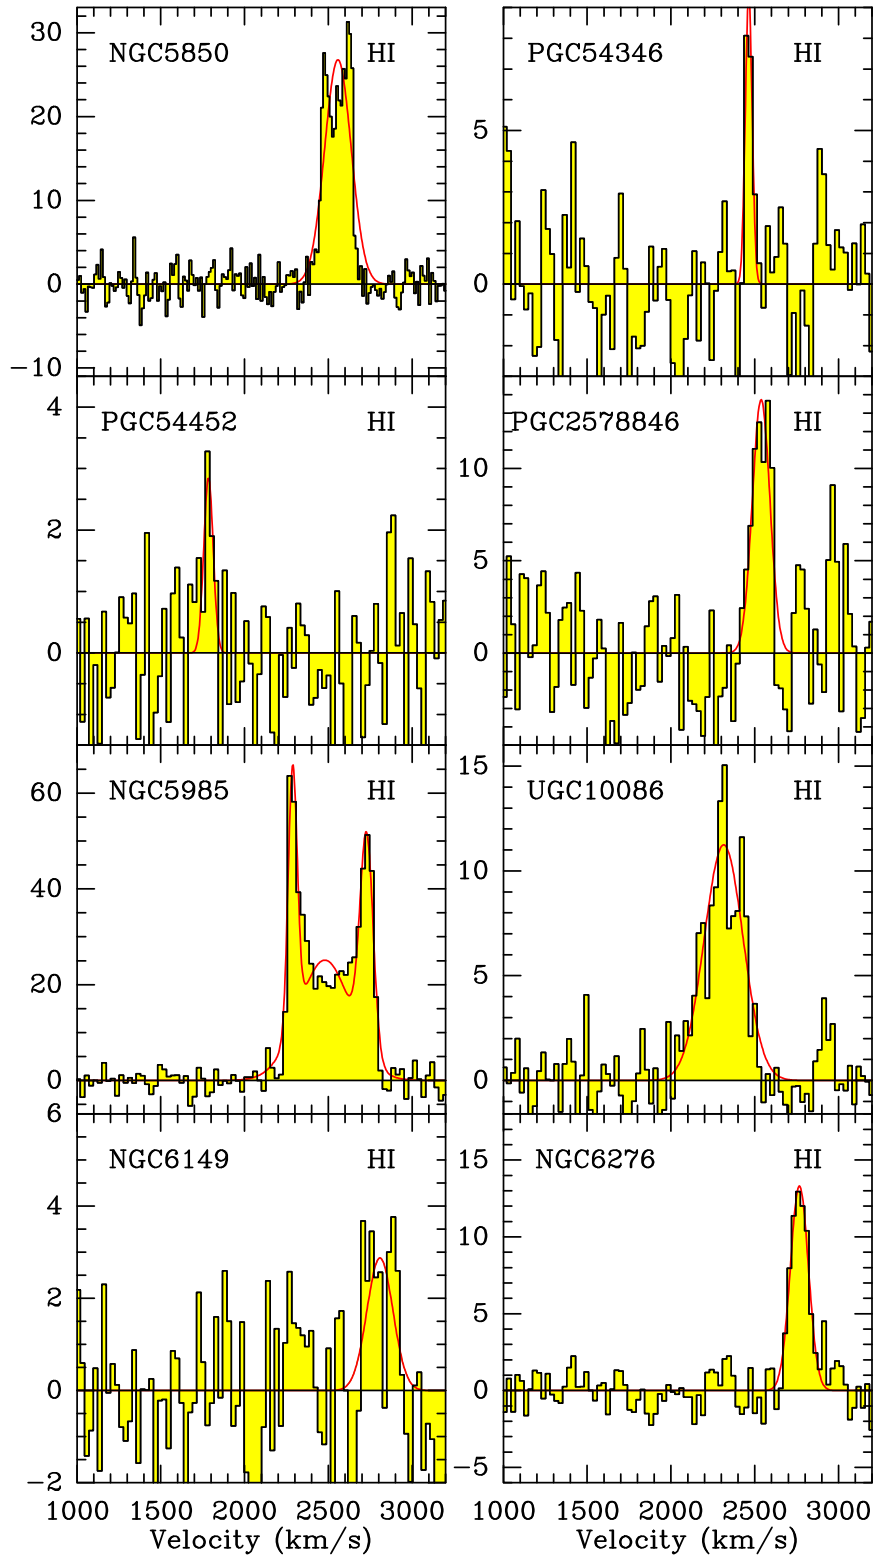 NGC5850 HI
30
20
10
0
−10
PGC54346 HI
5
0
PGC54452 HI
4
2
0
PGC2578846 HI
10
5
0
NGC5985 HI
60
40
20
0
UGC10086 HI
15
10
5
0
NGC6149 HI
6
4
2
0
−2
NGC6276 HI
15
10
5
0
−5
1000 1500 2000 2500 3000
1000 1500 2000 2500 3000
Velocity (km/s)
Velocity (km/s)